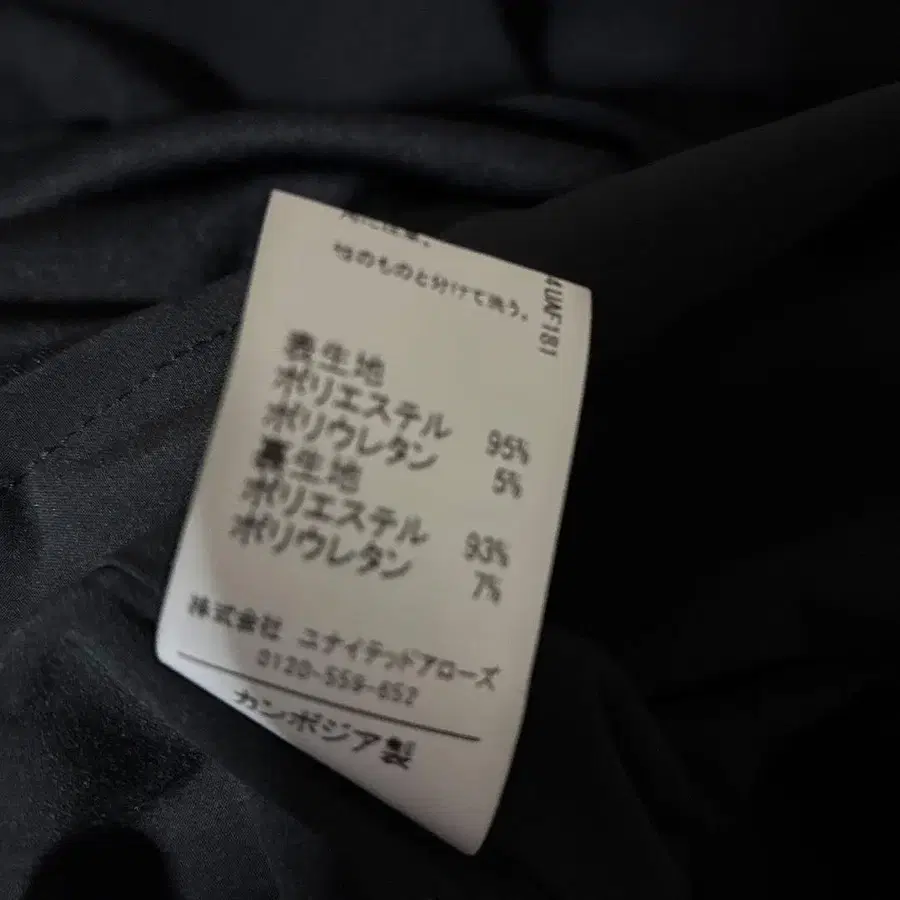 他のものと分けて洗う。
4UAF181
表生地
ポリエステル 95%
ポリウレタン 5%
裏生地
ポリエステル 93%
ポリウレタン 7%
株式会社 ユナイテッドアローズ
0120-559-652
カンボジア製